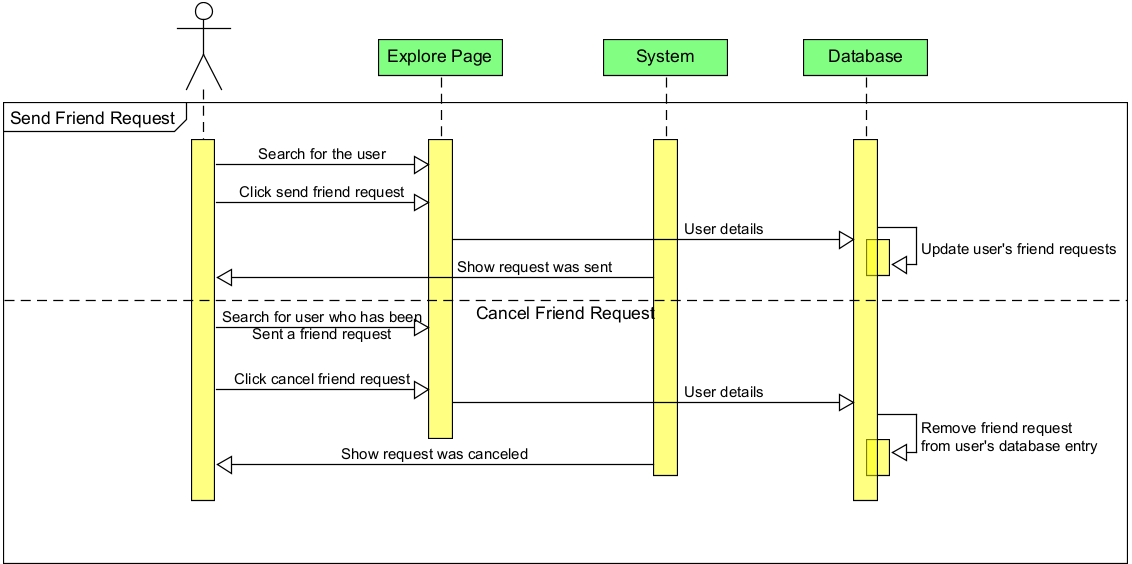 Explore Page
System
Database
Send Friend Request
Search for the user
Click send friend request
User details
Update user's friend requests
Show request was sent
Cancel Friend Request
Search for user who has been
Sent a friend request
Click cancel friend request
User details
Remove friend request
from user's database entry
Show request was canceled